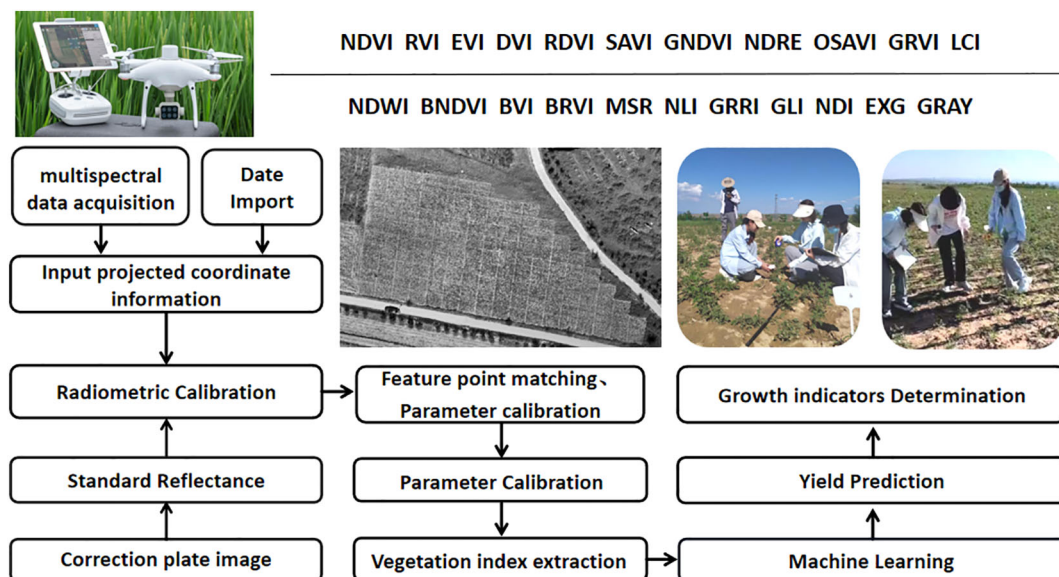 NDVI RVI EVI DVI RDVI SAVI GNDVI NDRE OSAVI GRVI LCI
NDWI BNDVI BVI BRVI MSR NLI GRRI GLI NDI EXG GRAY
multispectral
data acquisition
Date
Import
Input projected coordinate
information
Radiometric Calibration
Standard Reflectance
Correction plate image
Feature point matching、
Parameter calibration
Parameter Calibration
Vegetation index extraction
Growth indicators Determination
Yield Prediction
Machine Learning